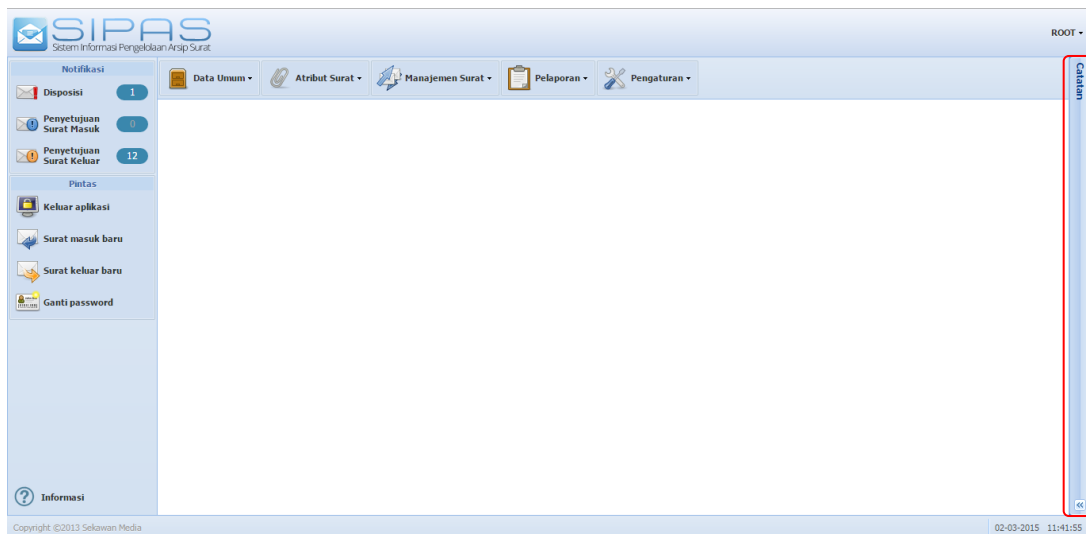 SIPAS
Sistem Informasi Pengelolaan Arsip Surat
ROOT
Notifikasi
Disposisi 1
Penyetujuan
Surat Masuk 0
Penyetujuan
Surat Keluar 12
Pintas
Keluar aplikasi
Surat masuk baru
Surat keluar baru
Ganti password
Informasi
Data Umum
Atribut Surat
Manajemen Surat
Pelaporan
Pengaturan
Catatan
Copyright ©2013 Sekawan Media
02-03-2015 11:41:55